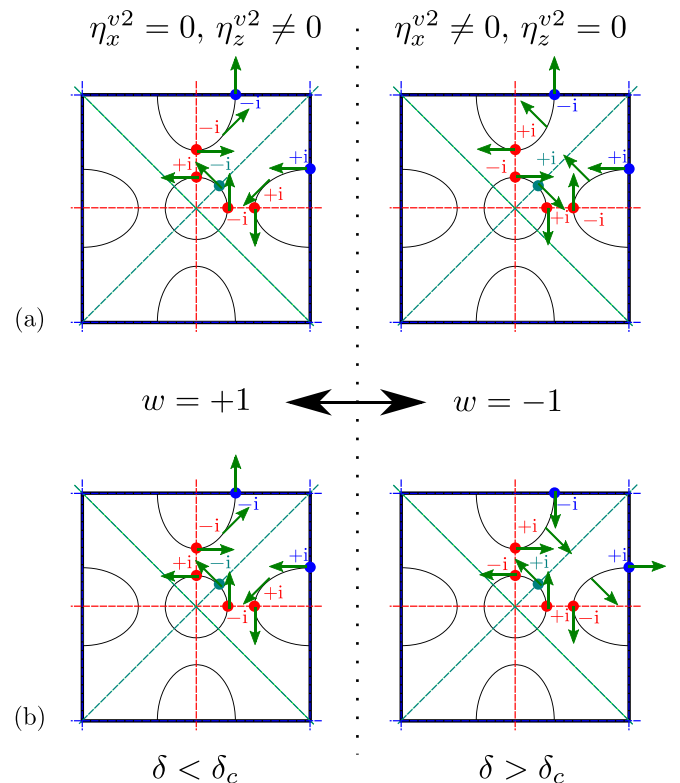 η_x^{v2} = 0, η_z^{v2} ≠ 0
η_x^{v2} ≠ 0, η_z^{v2} = 0
−i
−i
+i
−i
+i
+i
−i
−i
+i
−i
+i
+i
+i
−i
(a)
w = +1
w = −1
−i
−i
+i
−i
+i
+i
−i
−i
+i
−i
+i
+i
+i
−i
(b)
δ < δ_c
δ > δ_c